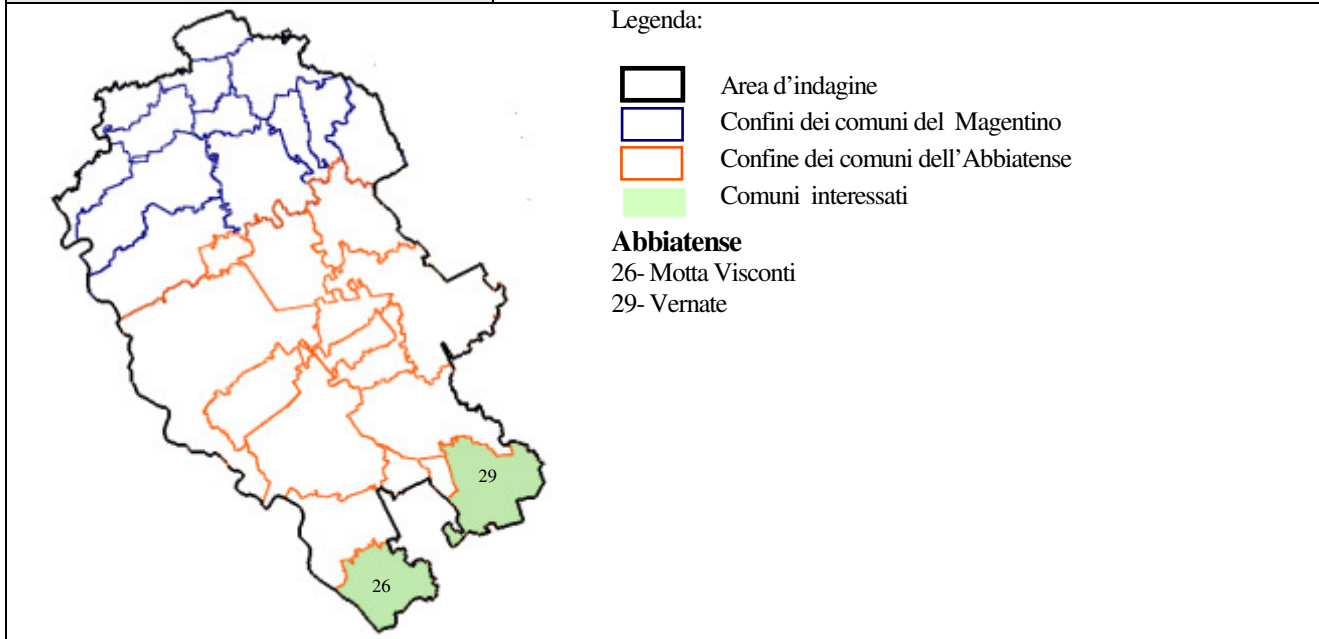 Legenda:
Area d'indagine
Confini dei comuni del Magentino
Confine dei comuni dell'Abbiatense
Comuni interessati
Abbiatense
26- Motta Visconti
29- Vernate
29
26